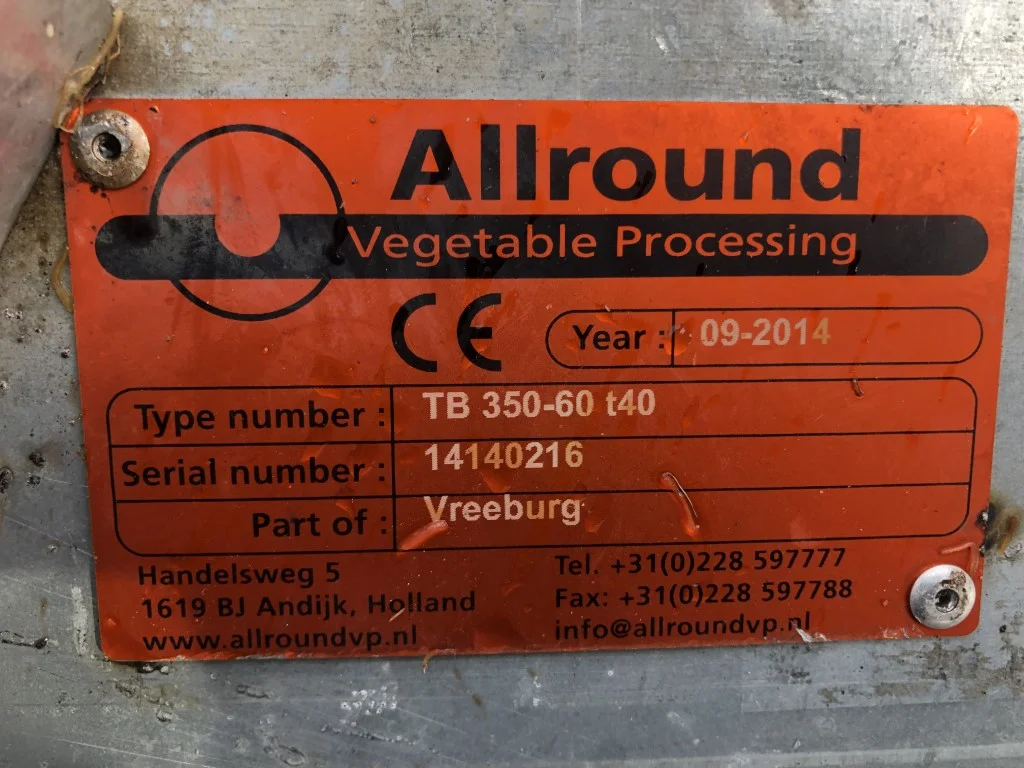 Allround
Vegetable Processing
CE
Year : 09-2014
Type number : TB 350-60 t40
Serial number : 14140216
Part of : Vreeburg
Handelsweg 5
1619 BJ Andijk, Holland
www.allroundvp.nl
Tel. +31(0)228 597777
Fax: +31(0)228 597788
info@allroundvp.nl